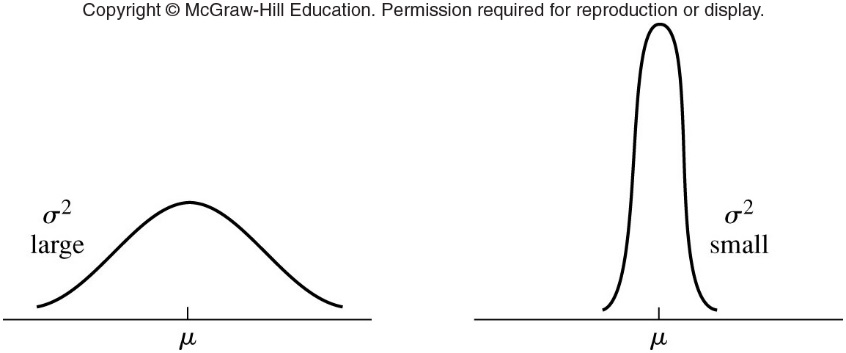 Copyright © McGraw-Hill Education. Permission required for reproduction or display.
σ²
large
μ
σ²
small
μ